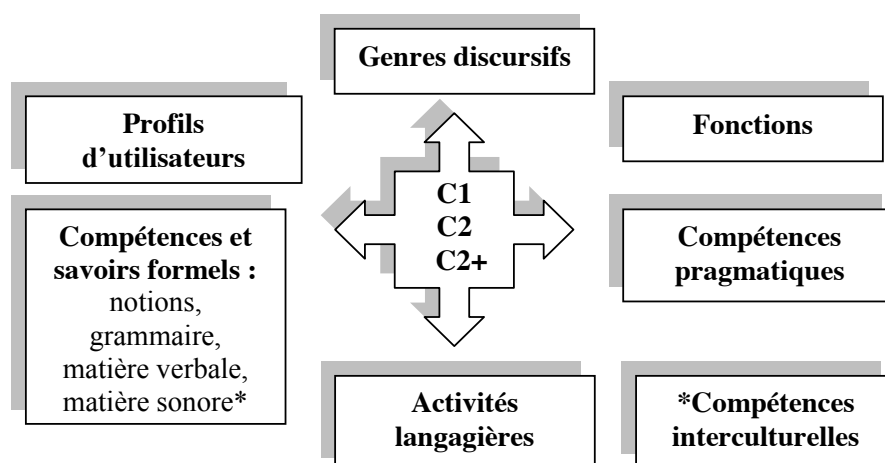 Genres discursifs
Profils
d’utilisateurs
Fonctions
C1
C2
C2+
Compétences et
savoirs formels :
notions,
grammaire,
matière verbale,
matière sonore*
Compétences
pragmatiques
Activités
langagières
*Compétences
interculturelles